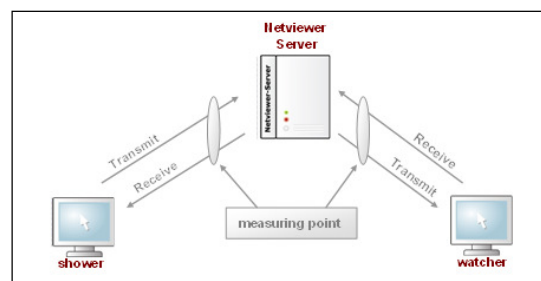 Netviewer
Server
Netviewer-Server
Transmit
Receive
Receive
Transmit
measuring point
shower
watcher